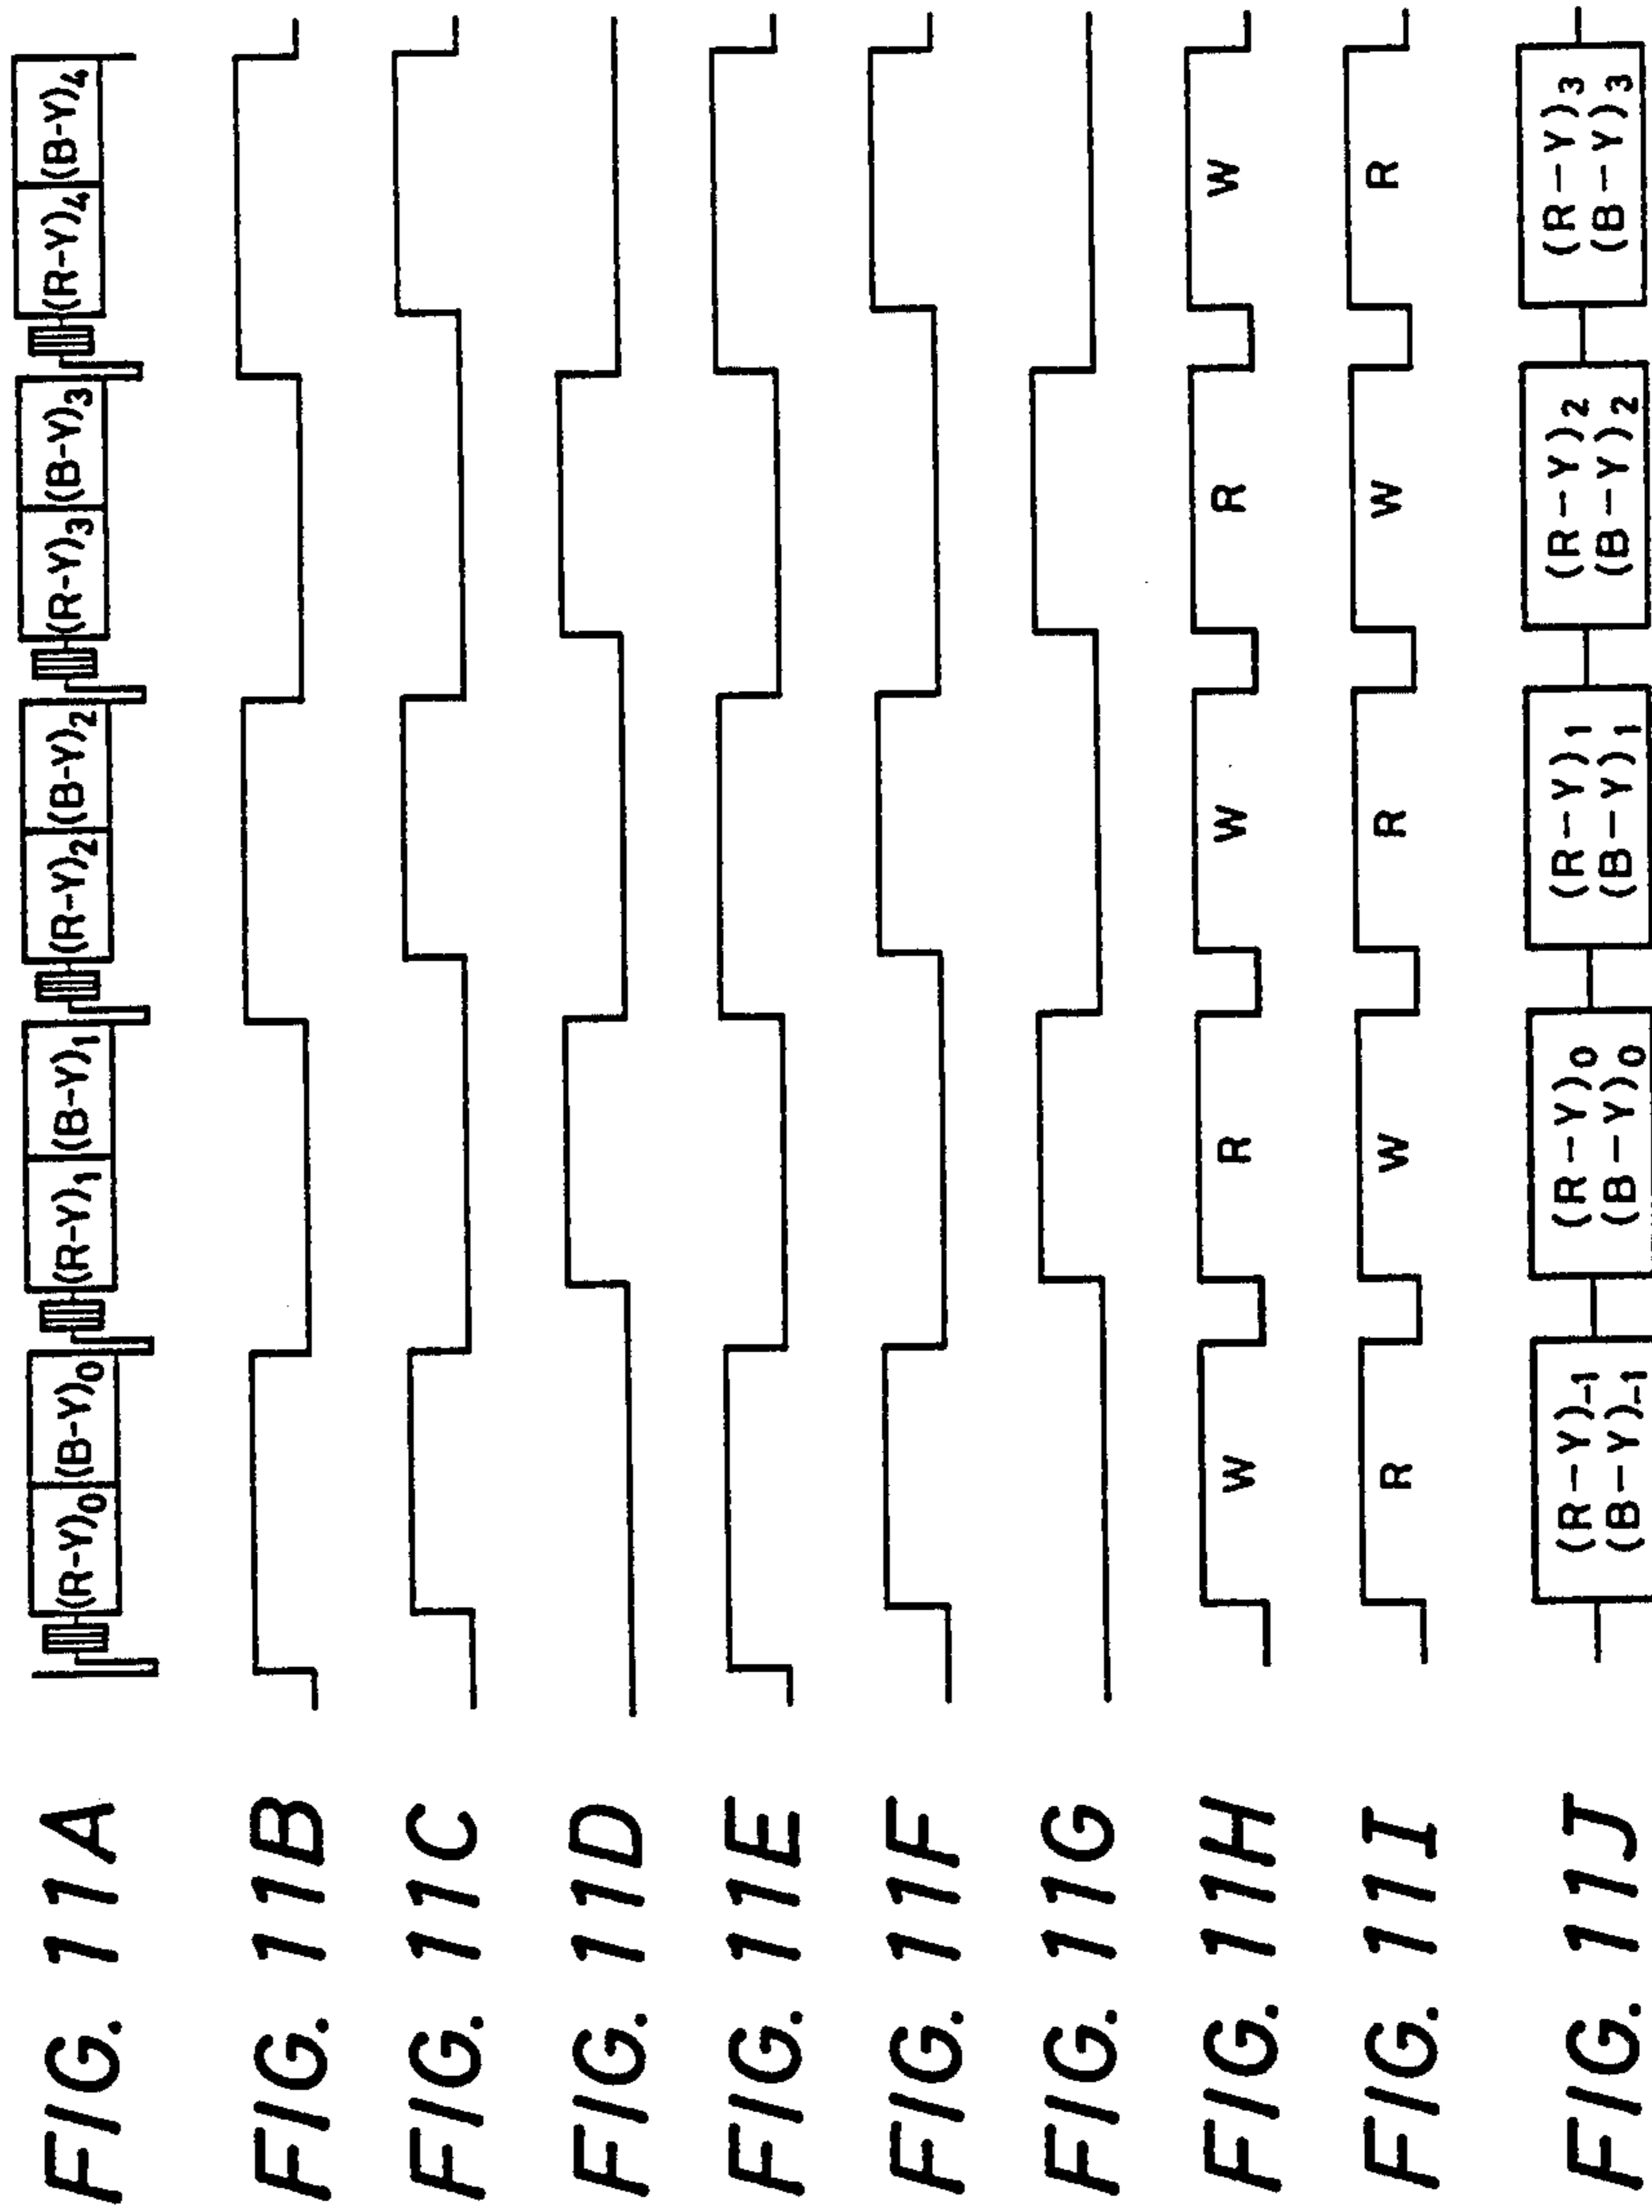 FIG. 11A (R-Y)0 (B-Y)0 (R-Y)1 (B-Y)1 (R-Y)2 (B-Y)2 (R-Y)3 (B-Y)3 (R-Y)4 (B-Y)4
FIG. 11B
FIG. 11C
FIG. 11D
FIG. 11E
FIG. 11F
FIG. 11G
FIG. 11H W R W R W
FIG. 11I R W R W R
FIG. 11J (R-Y)-1 (R-Y)0 (R-Y)1 (R-Y)2 (R-Y)3
(B-Y)-1 (B-Y)0 (B-Y)1 (B-Y)2 (B-Y)3